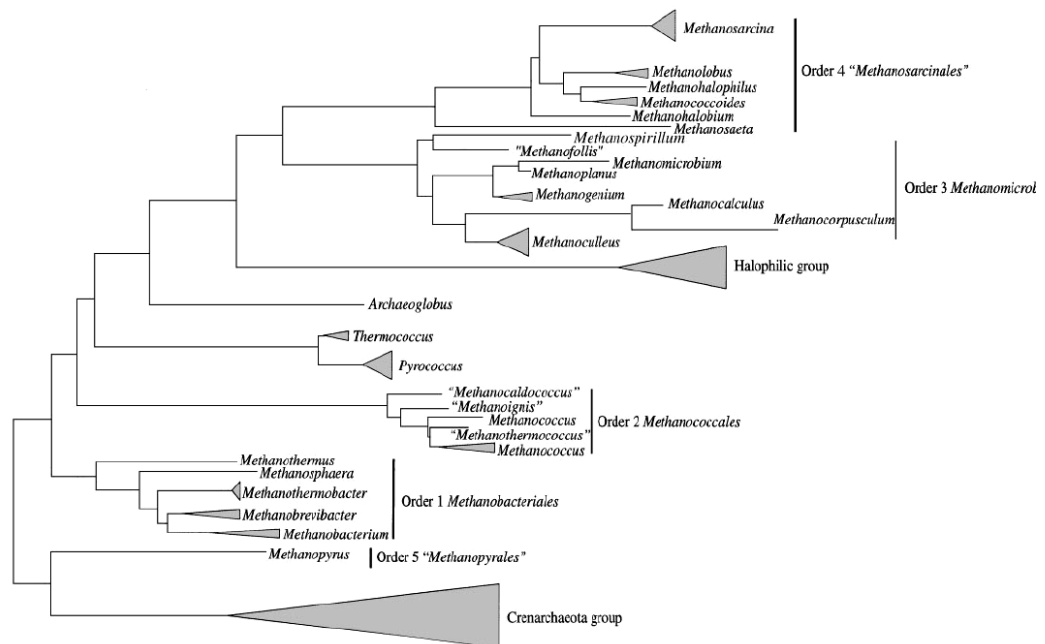 Methanosarcina
Order 4 “Methanosarcinales”
Methanolobus
Methanohalophilus
Methanococcoides
Methanohalobium
Methanosaeta
Methanospirillum
"Methanofollis"
Methanomicrobium
Methanoplanus
Methanogenium
Order 3 Methanomicrob
Methanocalculus
Methanocorpusculum
Methanoculleus
Halophilic group
Archaeoglobus
Thermococcus
Pyrococcus
“Methanocaldococcus”
“Methanoignis”
Methanococcus
Order 2 Methanococcales
“Methanothermococcus”
Methanococcus
Methanothermus
Methanosphaera
Methanothermobacter
Order 1 Methanobacteriales
Methanobrevibacter
Methanobacterium
Methanopyrus
Order 5 “Methanopyrales”
Crenarchaeota group